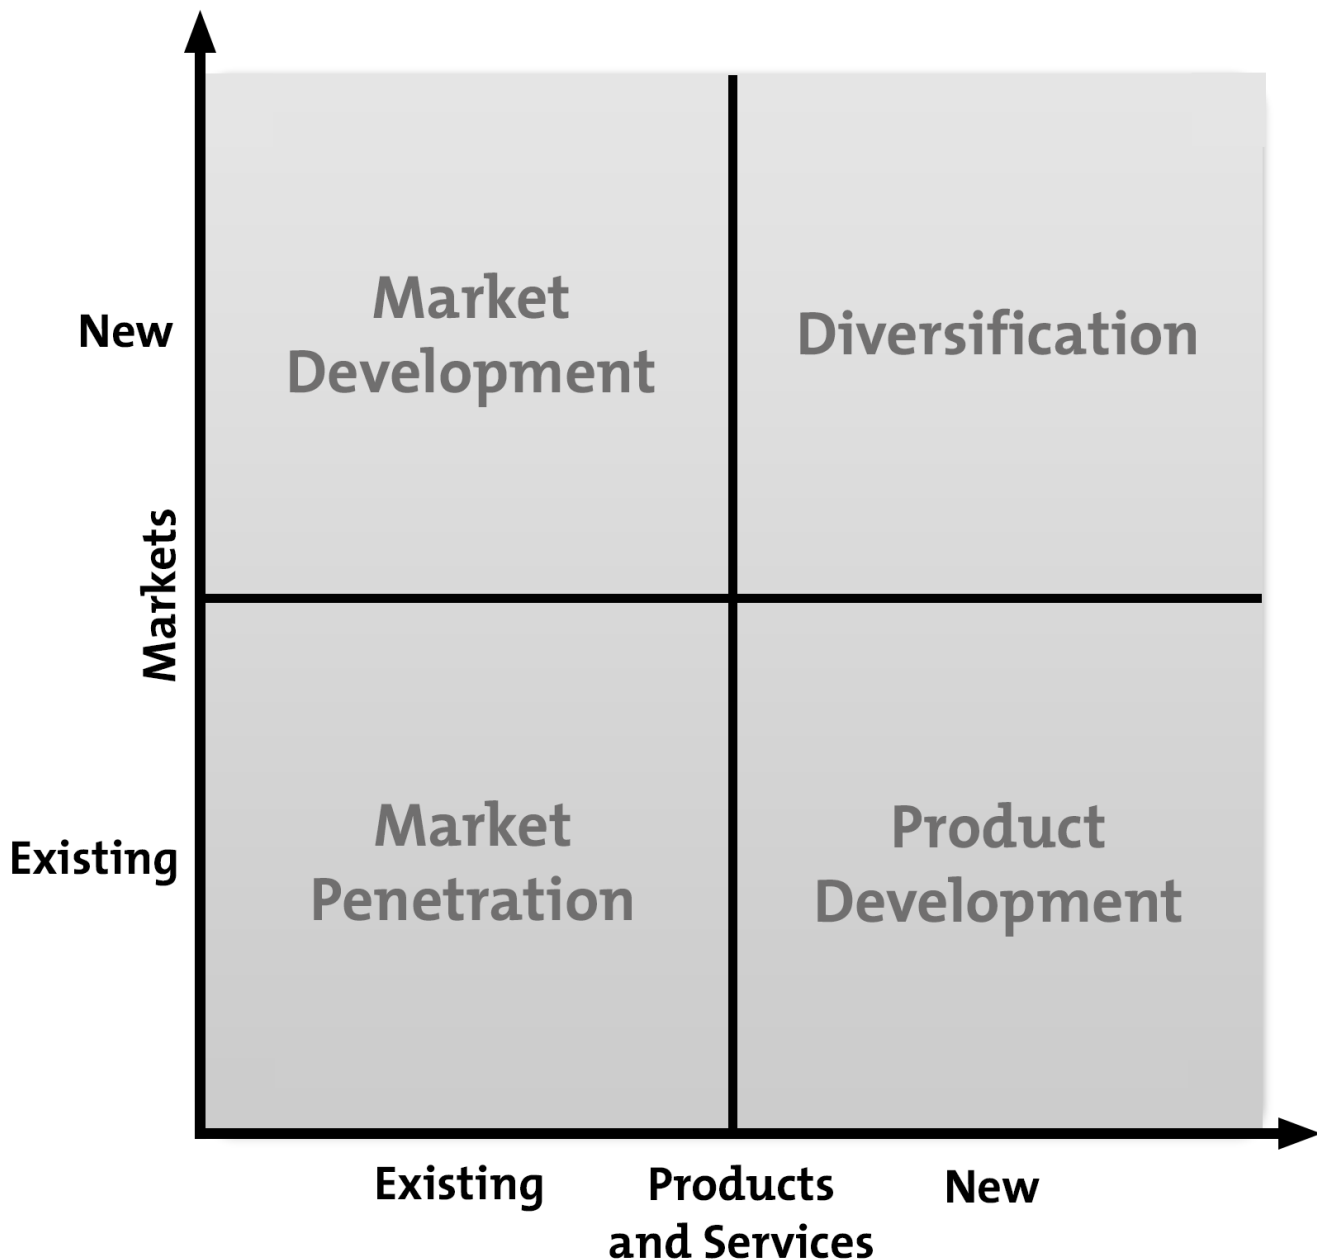 Market
Development
Diversification
New
Markets
Market
Penetration
Product
Development
Existing
Existing
Products
and Services
New